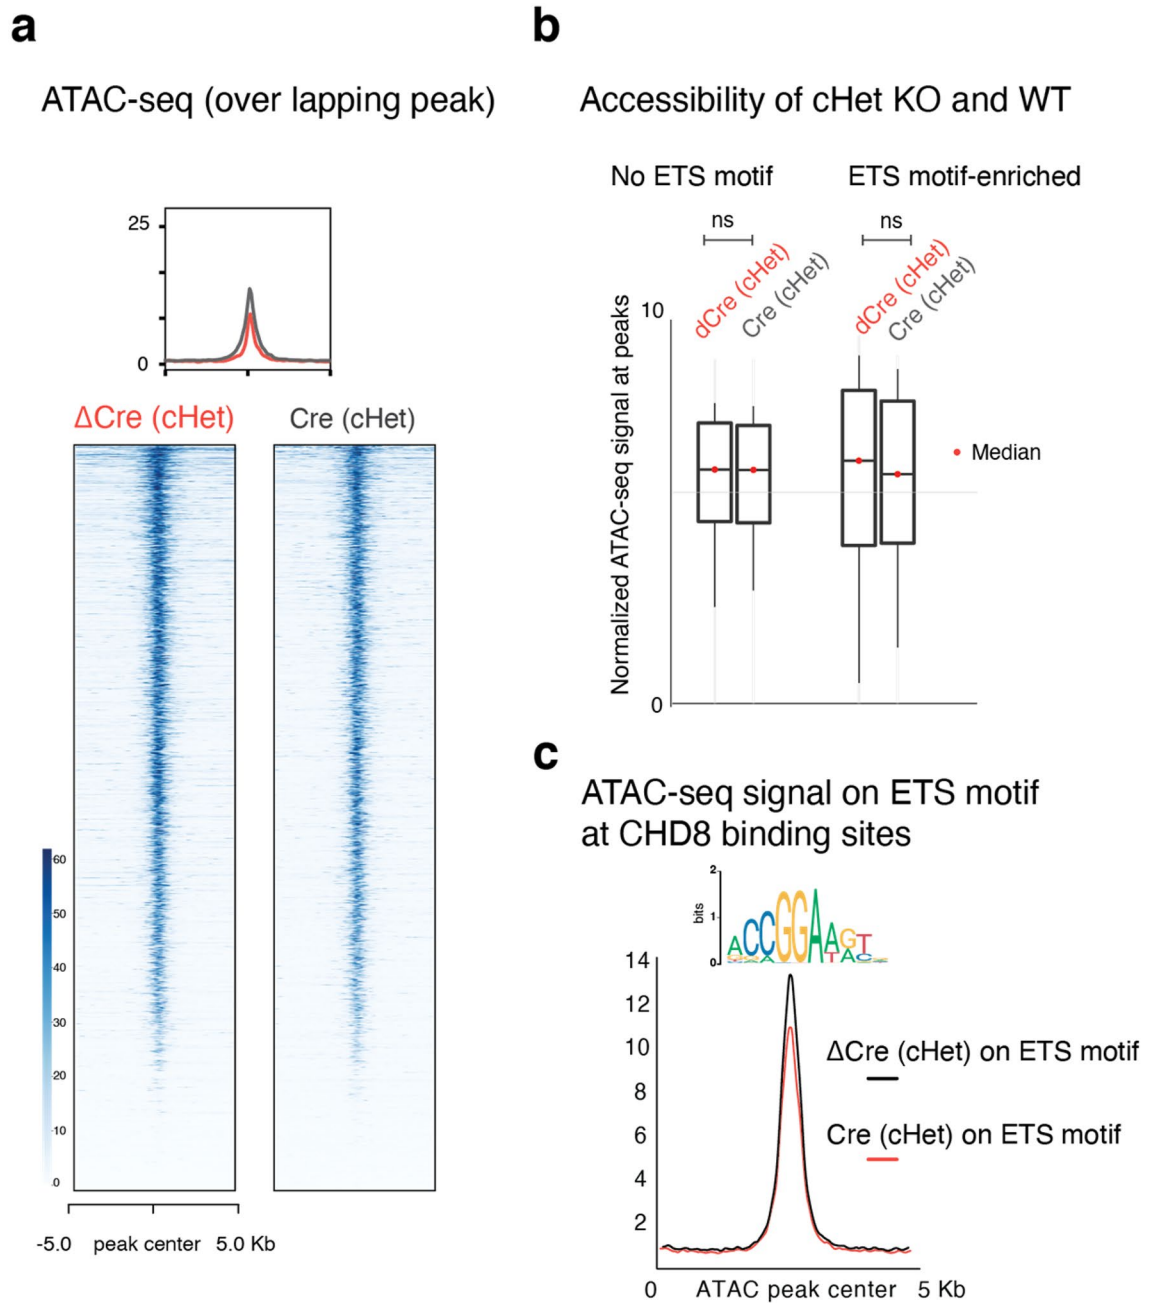 a
ATAC-seq (over lapping peak)
25
0
ΔCre (cHet)
Cre (cHet)
60
50
40
30
20
10
0
-5.0 peak center 5.0 Kb
b
Accessibility of cHet KO and WT
No ETS motif
ETS motif-enriched
ns
ns
dCre (cHet)
Cre (cHet)
dCre (cHet)
Cre (cHet)
Normalized ATAC-seq signal at peaks
10
0
Median
c
ATAC-seq signal on ETS motif
at CHD8 binding sites
2
1
0
bits
ACCGGAAGT
14
12
10
8
6
4
2
ΔCre (cHet) on ETS motif
Cre (cHet) on ETS motif
0 ATAC peak center 5 Kb